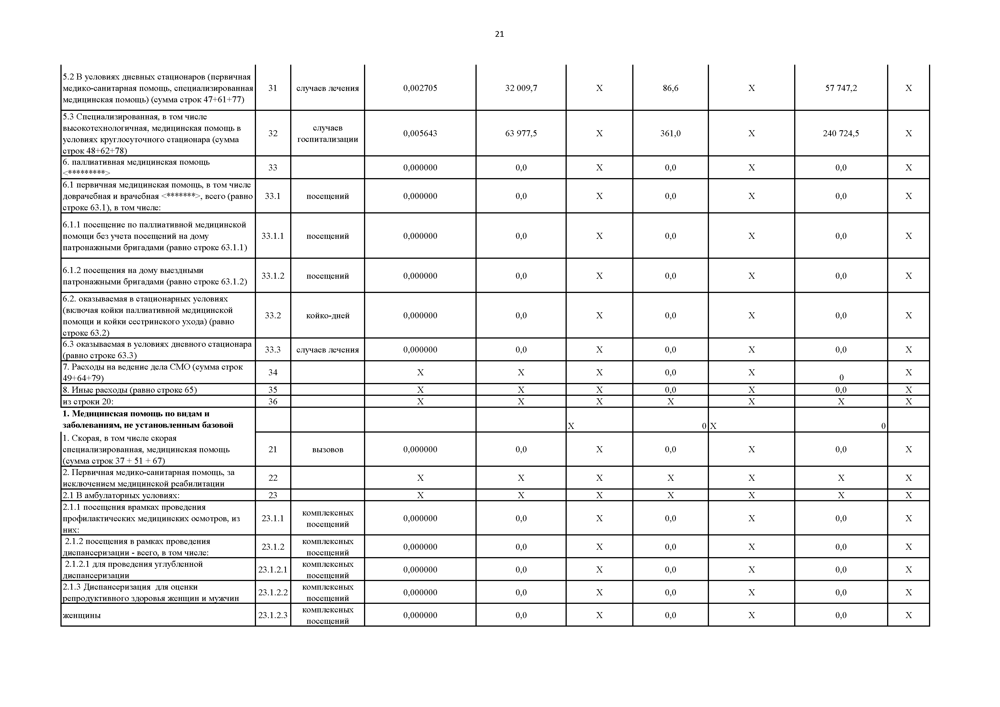 21
5.2 В условиях дневных стационаров (первичная
медико-санитарная помощь, специализированная
медицинская помощь) (сумма строк 47+61+77)
31
случаев лечения
0,002705
32 009,7
X
86,6
X
57 747,2
X
5.3 Специализированная, в том числе
высокотехнологичная, медицинская помощь в
условиях круглосуточного стационара (сумма
строк 48+62+78)
32
случаев
госпитализации
0,005643
63 977,5
X
361,0
X
240 724,5
X
6. паллиативная медицинская помощь
<*********>
33
0,000000
0,0
X
0,0
X
0,0
X
6.1 первичная медицинская помощь, в том числе
доврачебная и врачебная <*******>, всего (равно
строке 63.1), в том числе:
33.1
посещений
0,000000
0,0
X
0,0
X
0,0
X
6.1.1 посещение по паллиативной медицинской
помощи без учета посещений на дому
патронажными бригадами (равно строке 63.1.1)
33.1.1
посещений
0,000000
0,0
X
0,0
X
0,0
X
6.1.2 посещения на дому выездными
патронажными бригадами (равно строке 63.1.2)
33.1.2
посещений
0,000000
0,0
X
0,0
X
0,0
X
6.2. оказываемая в стационарных условиях
(включая койки паллиативной медицинской
помощи и койки сестринского ухода) (равно
строке 63.2)
33.2
койко-дней
0,000000
0,0
X
0,0
X
0,0
X
6.3 оказываемая в условиях дневного стационара
(равно строке 63.3)
33.3
случаев лечения
0,000000
0,0
X
0,0
X
0,0
X
7. Расходы на ведение дела СМО (сумма строк
49+64+79)
34
X
X
X
0,0
X
0
X
8. Иные расходы (равно строке 65)
35
X
X
X
0,0
X
0,0
X
из строки 20:
36
X
X
X
X
X
X
X
1. Медицинская помощь по видам и
заболеваниям, не установленным базовой
X
0
X
0
1. Скорая, в том числе скорая
специализированная, медицинская помощь
(сумма строк 37 + 51 + 67)
21
вызовов
0,000000
0,0
X
0,0
X
0,0
X
2. Первичная медико-санитарная помощь, за
исключением медицинской реабилитации
22
X
X
X
X
X
X
X
2.1 В амбулаторных условиях:
23
X
X
X
X
X
X
X
2.1.1 посещения врамках проведения
профилактических медицинских осмотров, из
них:
23.1.1
комплексных
посещений
0,000000
0,0
X
0,0
X
0,0
X
2.1.2 посещения в рамках проведения
диспансеризации - всего, в том числе:
23.1.2
комплексных
посещений
0,000000
0,0
X
0,0
X
0,0
X
2.1.2.1 для проведения углубленной
диспансеризации
23.1.2.1
комплексных
посещений
0,000000
0,0
X
0,0
X
0,0
X
2.1.3 Диспансеризация для оценки
репродуктивного здоровья женщин и мужчин
23.1.2.2
комплексных
посещений
0,000000
0,0
X
0,0
X
0,0
X
женщины
23.1.2.3
комплексных
посещений
0,000000
0,0
X
0,0
X
0,0
X